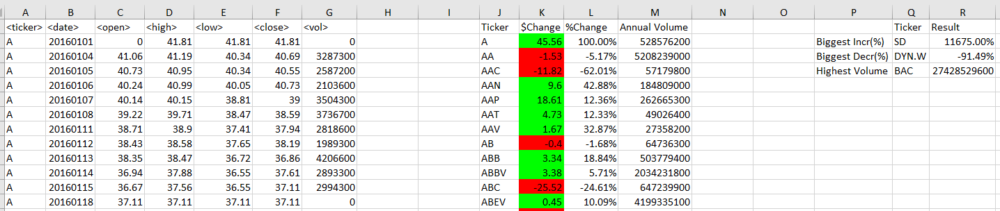 A B C D E F G H I J K L M N O P Q R
<ticker> <date> <open> <high> <low> <close> <vol> Ticker $Change %Change Annual Volume Ticker Result
A 20160101 0 41.81 41.81 41.81 0 A 45.56 100.00% 528576200 Biggest Incr(%) SD 11675.00%
A 20160104 41.06 41.19 40.34 40.69 3287300 AA -1.53 -5.17% 5208239000 Biggest Decr(%) DYN.W -91.49%
A 20160105 40.73 40.95 40.34 40.55 2587200 AAC -11.82 -62.01% 57179800 Highest Volume BAC 27428529600
A 20160106 40.24 40.99 40.05 40.73 2103600 AAN 9.6 42.88% 184809000
A 20160107 40.14 40.15 38.81 39 3504300 AAP 18.61 12.36% 262665300
A 20160108 39.22 39.71 38.47 38.59 3736700 AAT 4.73 12.33% 49026400
A 20160111 38.71 38.9 37.41 37.94 2818600 AAV 1.67 32.87% 27358200
A 20160112 38.43 38.58 37.65 38.19 1989300 AB -0.4 -1.68% 64736300
A 20160113 38.35 38.47 36.72 36.86 4206600 ABB 3.34 18.84% 503779400
A 20160114 36.94 37.88 36.55 37.61 2893300 ABBV 3.38 5.71% 2034231800
A 20160115 36.67 37.56 36.55 37.11 2994300 ABC -25.52 -24.61% 647239900
A 20160118 37.11 37.11 37.11 37.11 0 ABEV 0.45 10.09% 4199335100